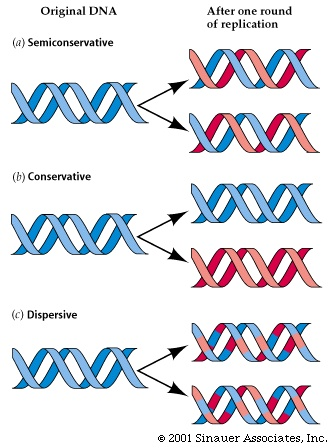 Original DNA
After one round
of replication
(a) Semiconservative
(b) Conservative
(c) Dispersive
© 2001 Sinauer Associates, Inc.